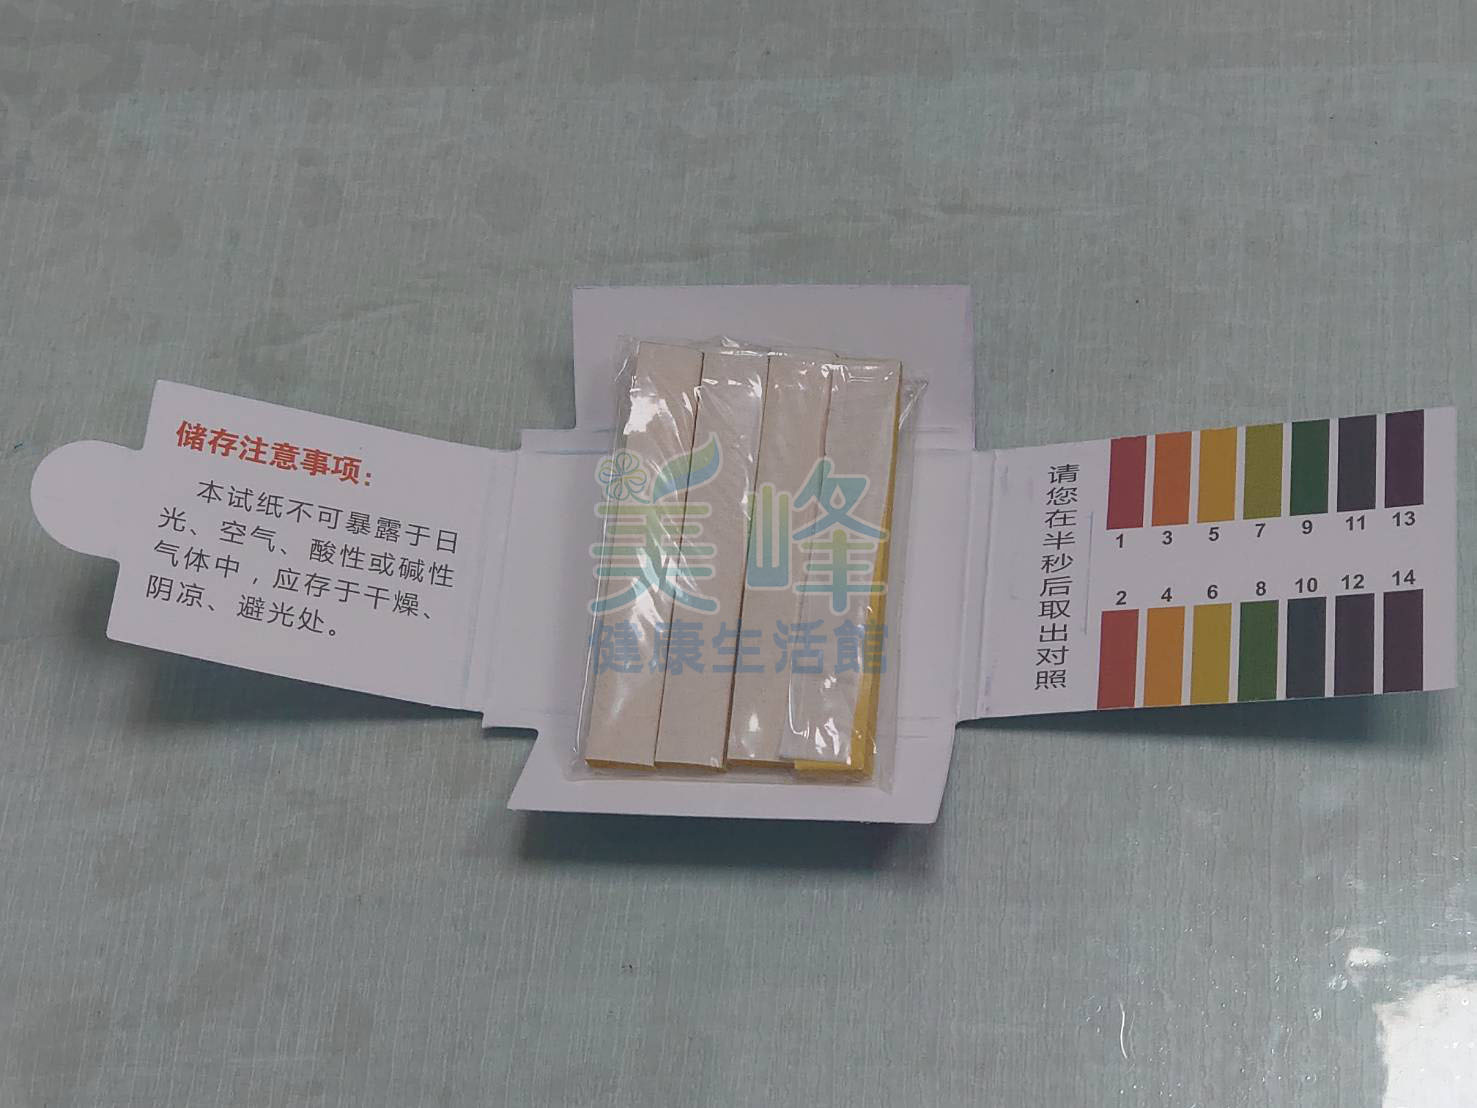 储存注意事项：
本试纸不可暴露于日
光、空气、酸性或碱性
气体中，应存于干燥、
阴凉、避光处。
美峰
健康生活館
请您在半秒后取出对照
1 3 5 7 9 11 13
2 4 6 8 10 12 14